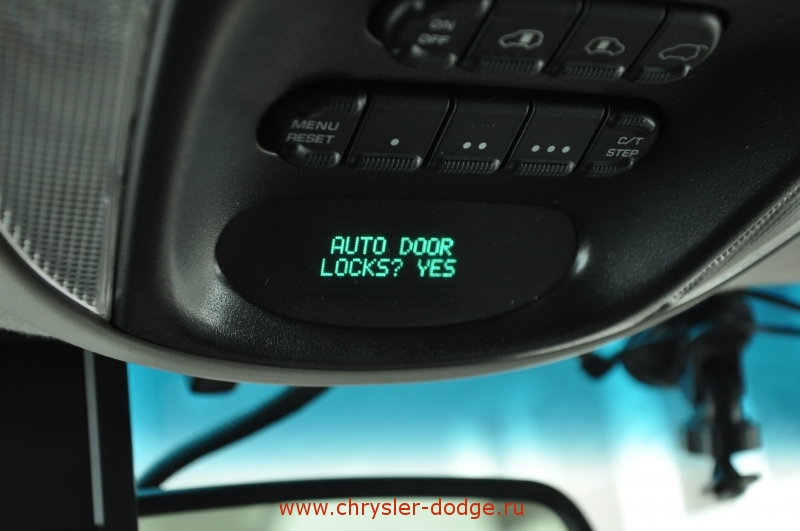 ON
OFF
MENU
RESET
C/T
STEP
AUTO DOOR
LOCKS? YES
www.chrysler-dodge.ru